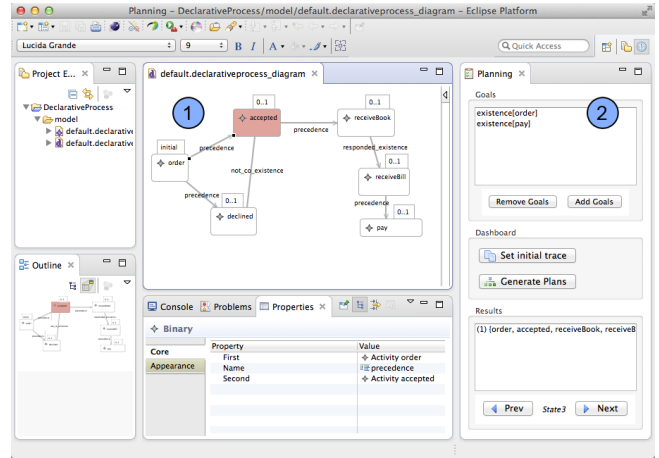 Planning - DeclarativeProcess/model/default.declarativeprocess_diagram - Eclipse Platform
Lucida Grande
9
B I A
Quick Access
Project E...
DeclarativeProcess
model
default.declarative
default.declarative
default.declarativeprocess_diagram
1
0..1
accepted
0..1
receiveBook
precedence
initial
order
precedence
responded_existence
0..1
receiveBill
not_co_existence
precedence
0..1
declined
precedence
0..1
pay
Planning
Goals
existence[order]
existence[pay]
2
Remove Goals
Add Goals
Dashboard
Set initial trace
Generate Plans
Results
(1) {order, accepted, receiveBook, receiveB
Prev
State3
Next
Outline
Console
Problems
Properties
Binary
Core
Appearance
Property Value
First Activity order
Name precedence
Second Activity accepted